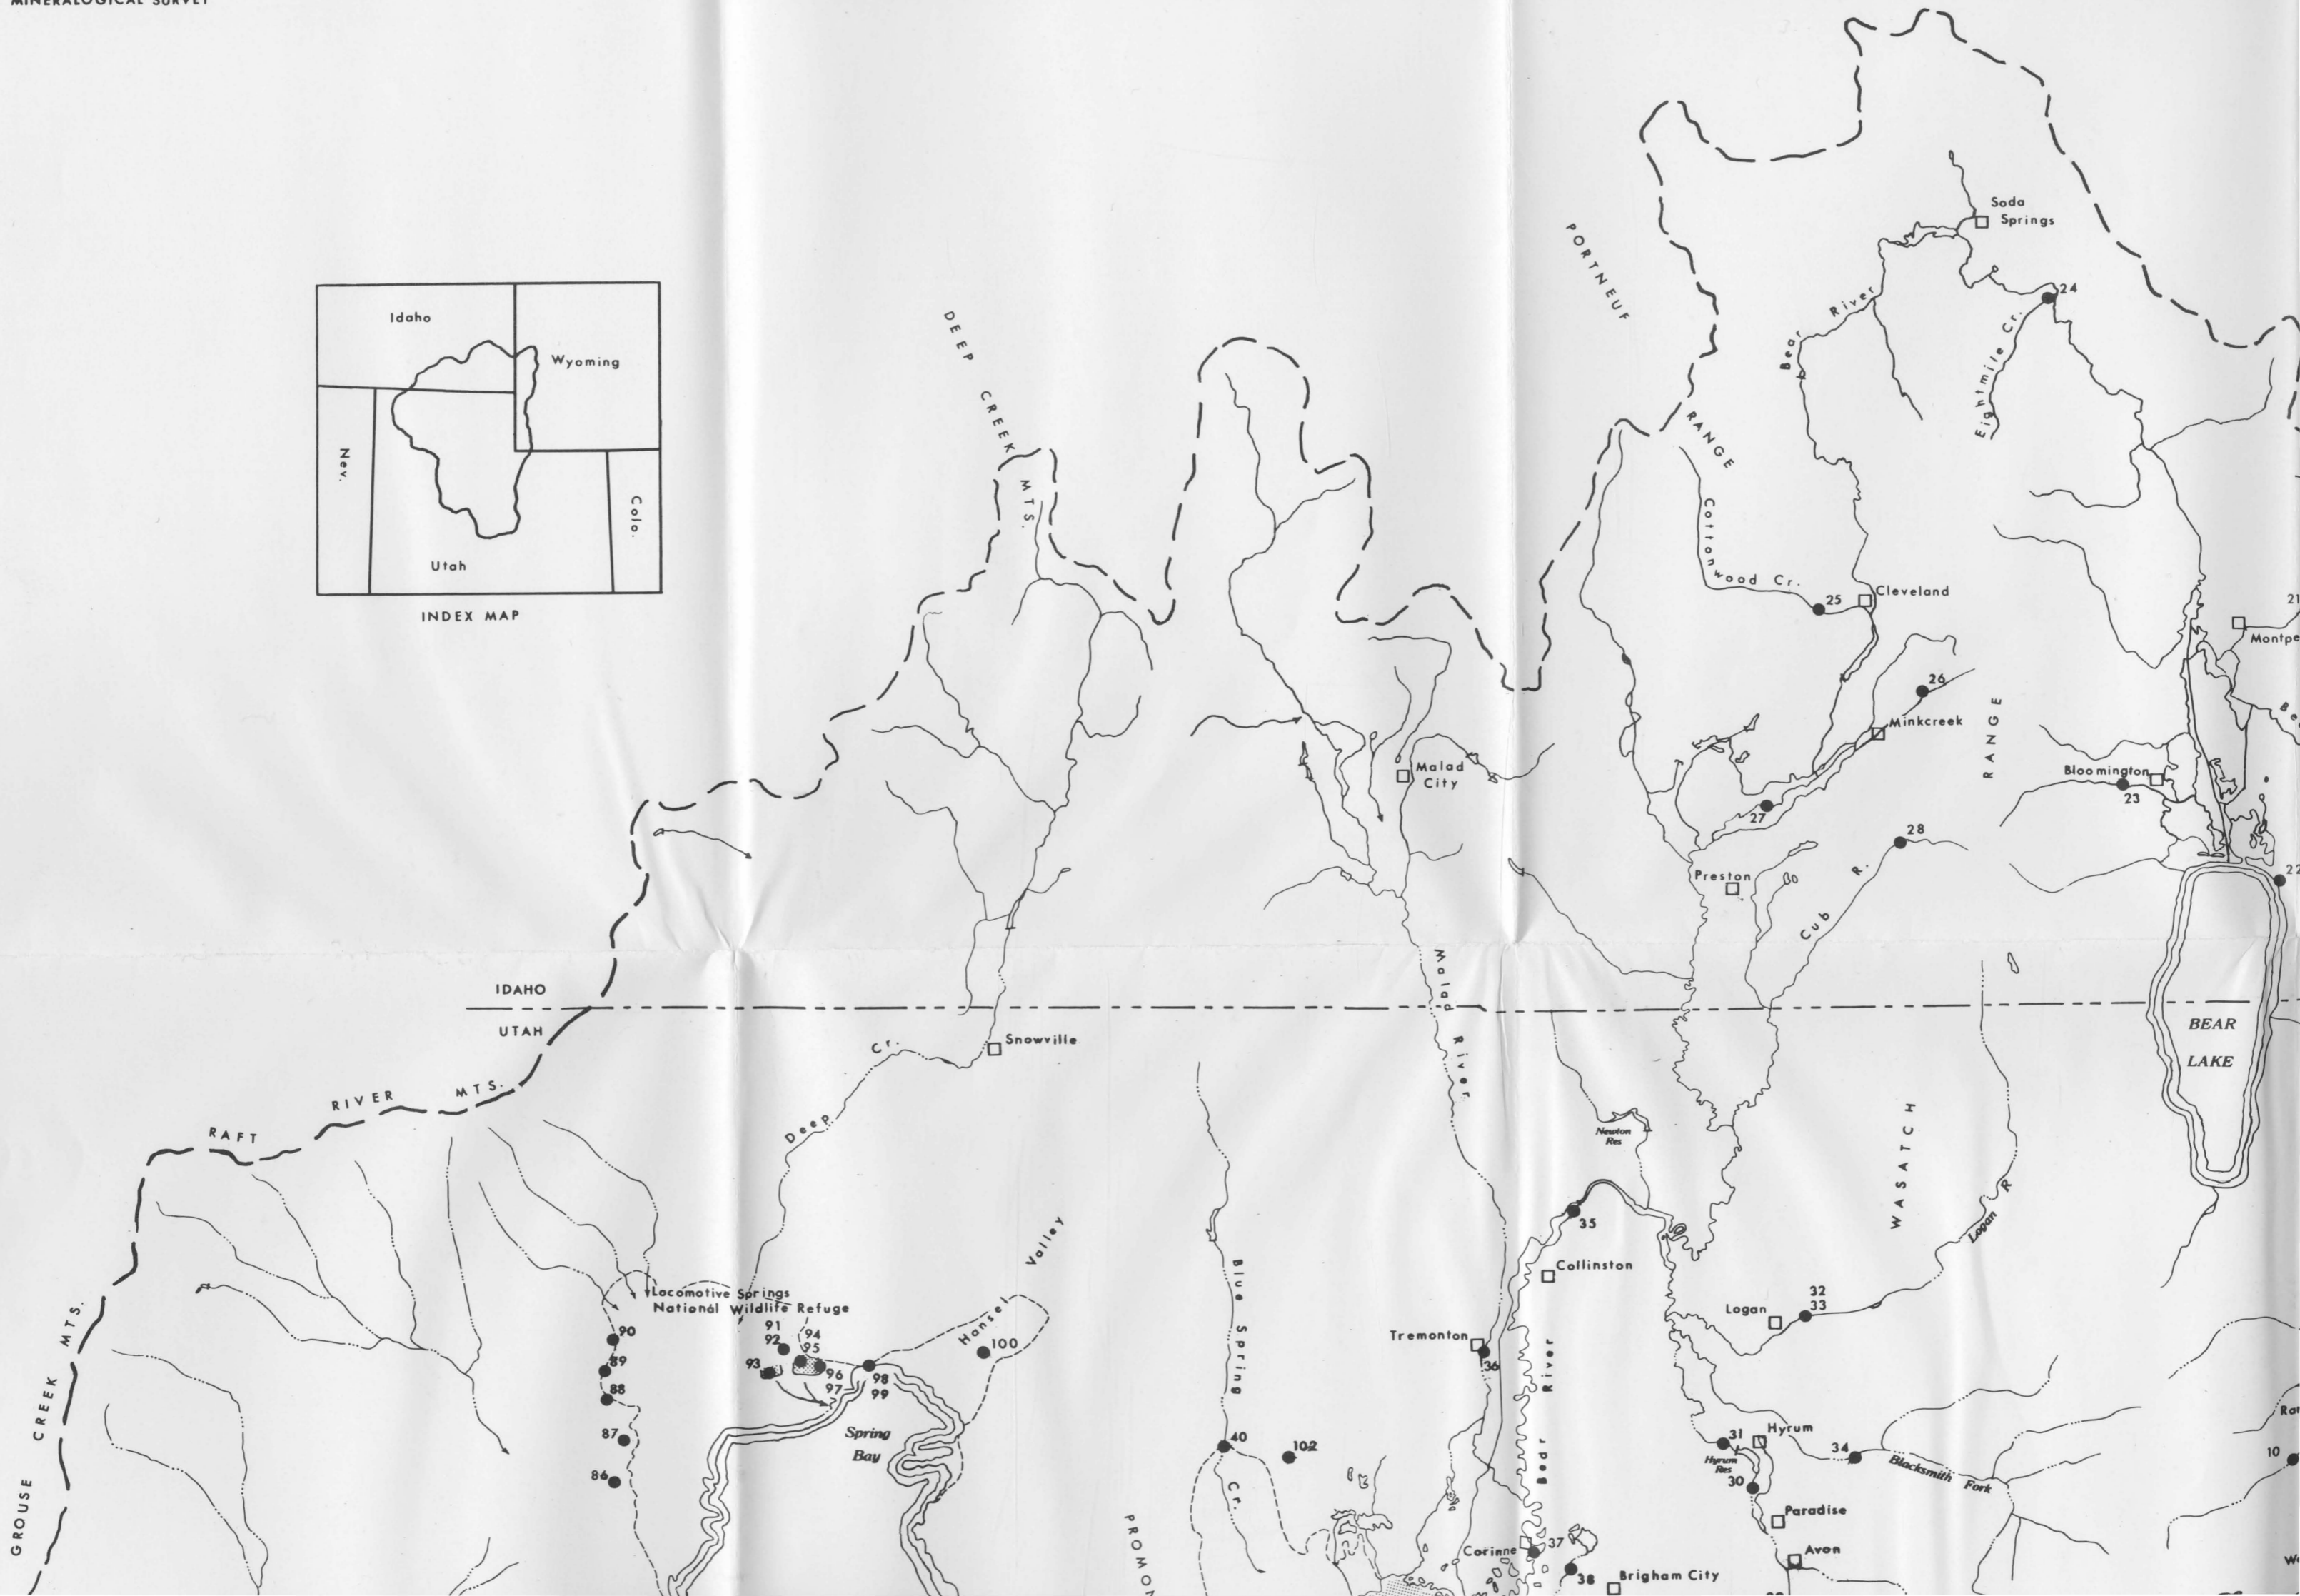 MINERALOGICAL SURVEY
Soda
Springs
PORTNEUF
RANGE
24
Bear River
Eightmile Cr.
Idaho
Wyoming
Nev.
Colo.
Utah
INDEX MAP
DEEP CREEK MTS.
Cottonwood Cr.
25
Cleveland
21
Montpe
26
Minkcreek
RANGE
Malad
City
Bloomington
23
27
28
Preston
22
Cub R.
IDAHO
UTAH
Malad River
BEAR
LAKE
Snowville
Deep Cr.
RAFT RIVER MTS.
Newton
Res
WASATCH
Logan R
35
Collinston
Hansel Valley
Blue Spring Cr.
Locomotive Springs
National Wildlife Refuge
90
91
92
94
95
93
96
97
98
99
100
89
88
87
86
Spring
Bay
32
33
Logan
Tremonton
36
Bear River
GROUSE CREEK MTS.
40
102
31
Hyrum
Hyrum
Res
30
34
Blacksmith Fork
10
Paradise
Avon
Corinne
37
38
Brigham City
PROMON